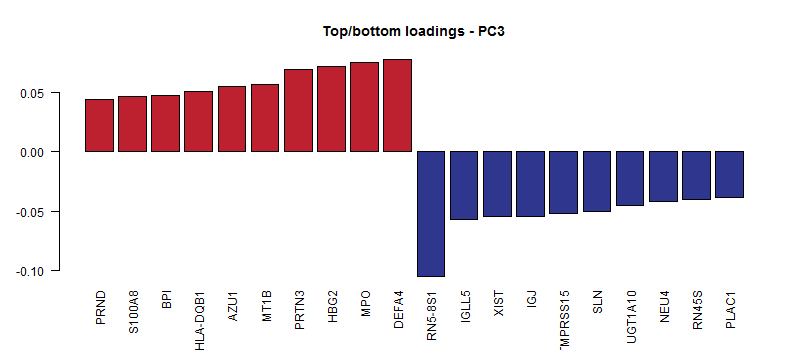 Top/bottom loadings - PC3
0.05
0.00
-0.05
-0.10
PRND
S100A8
BPI
HLA-DQB1
AZU1
MT1B
PRTN3
HBG2
MPO
DEFA4
RN5-8S1
IGLL5
XIST
IGJ
TMPRSS15
SLN
UGT1A10
NEU4
RN45S
PLAC1